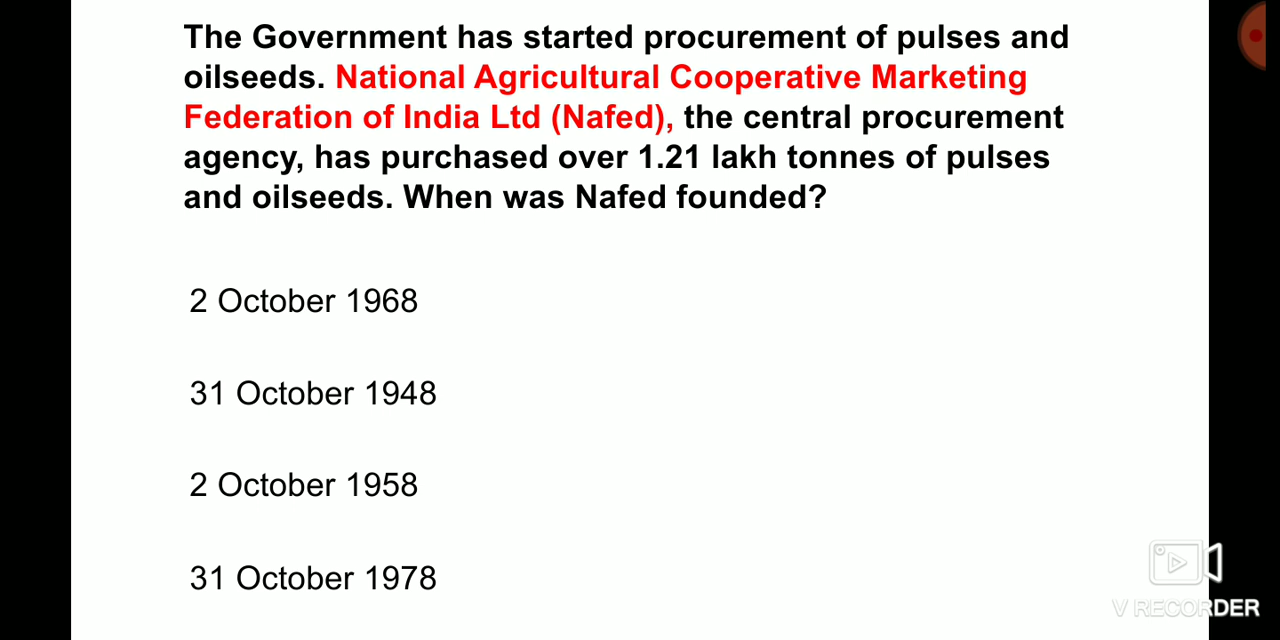 The Government has started procurement of pulses and
oilseeds. National Agricultural Cooperative Marketing
Federation of India Ltd (Nafed), the central procurement
agency, has purchased over 1.21 lakh tonnes of pulses
and oilseeds. When was Nafed founded?
2 October 1968
31 October 1948
2 October 1958
31 October 1978
V RECORDER